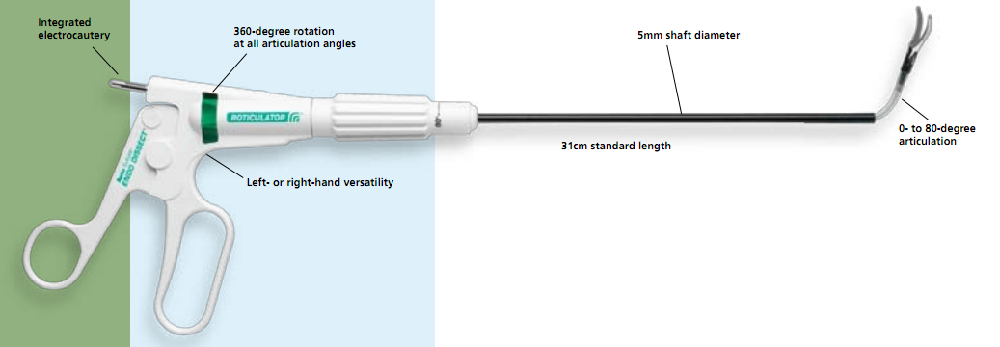 Integrated
electrocautery
360-degree rotation
at all articulation angles
5mm shaft diameter
ROTICULATOR
80°
0- to 80-degree
articulation
31cm standard length
Left- or right-hand versatility
ENDO DISSECT